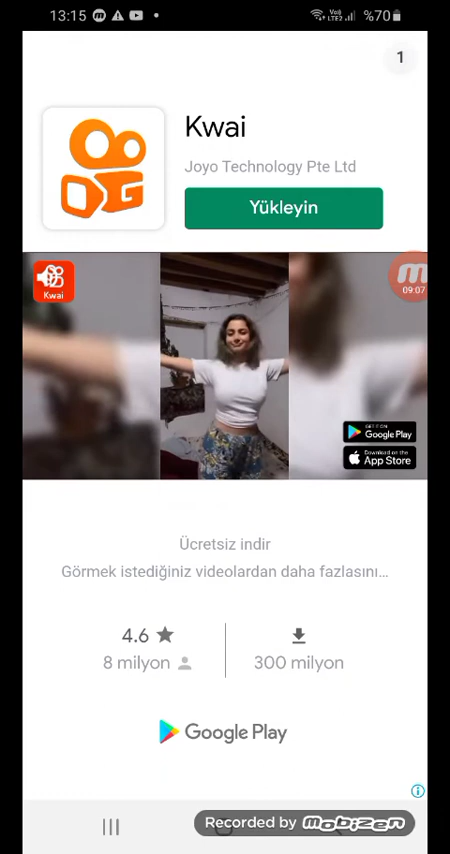 13:15
Vo)) LTE2 %70
1
Kwai
Joyo Technology Pte Ltd
Yükleyin
Kwai
09:07
GET IT ON
Google Play
Download on the
App Store
Ücretsiz indir
Görmek istediğiniz videolardan daha fazlasını...
4.6
8 milyon
300 milyon
Google Play
Recorded by mobizen